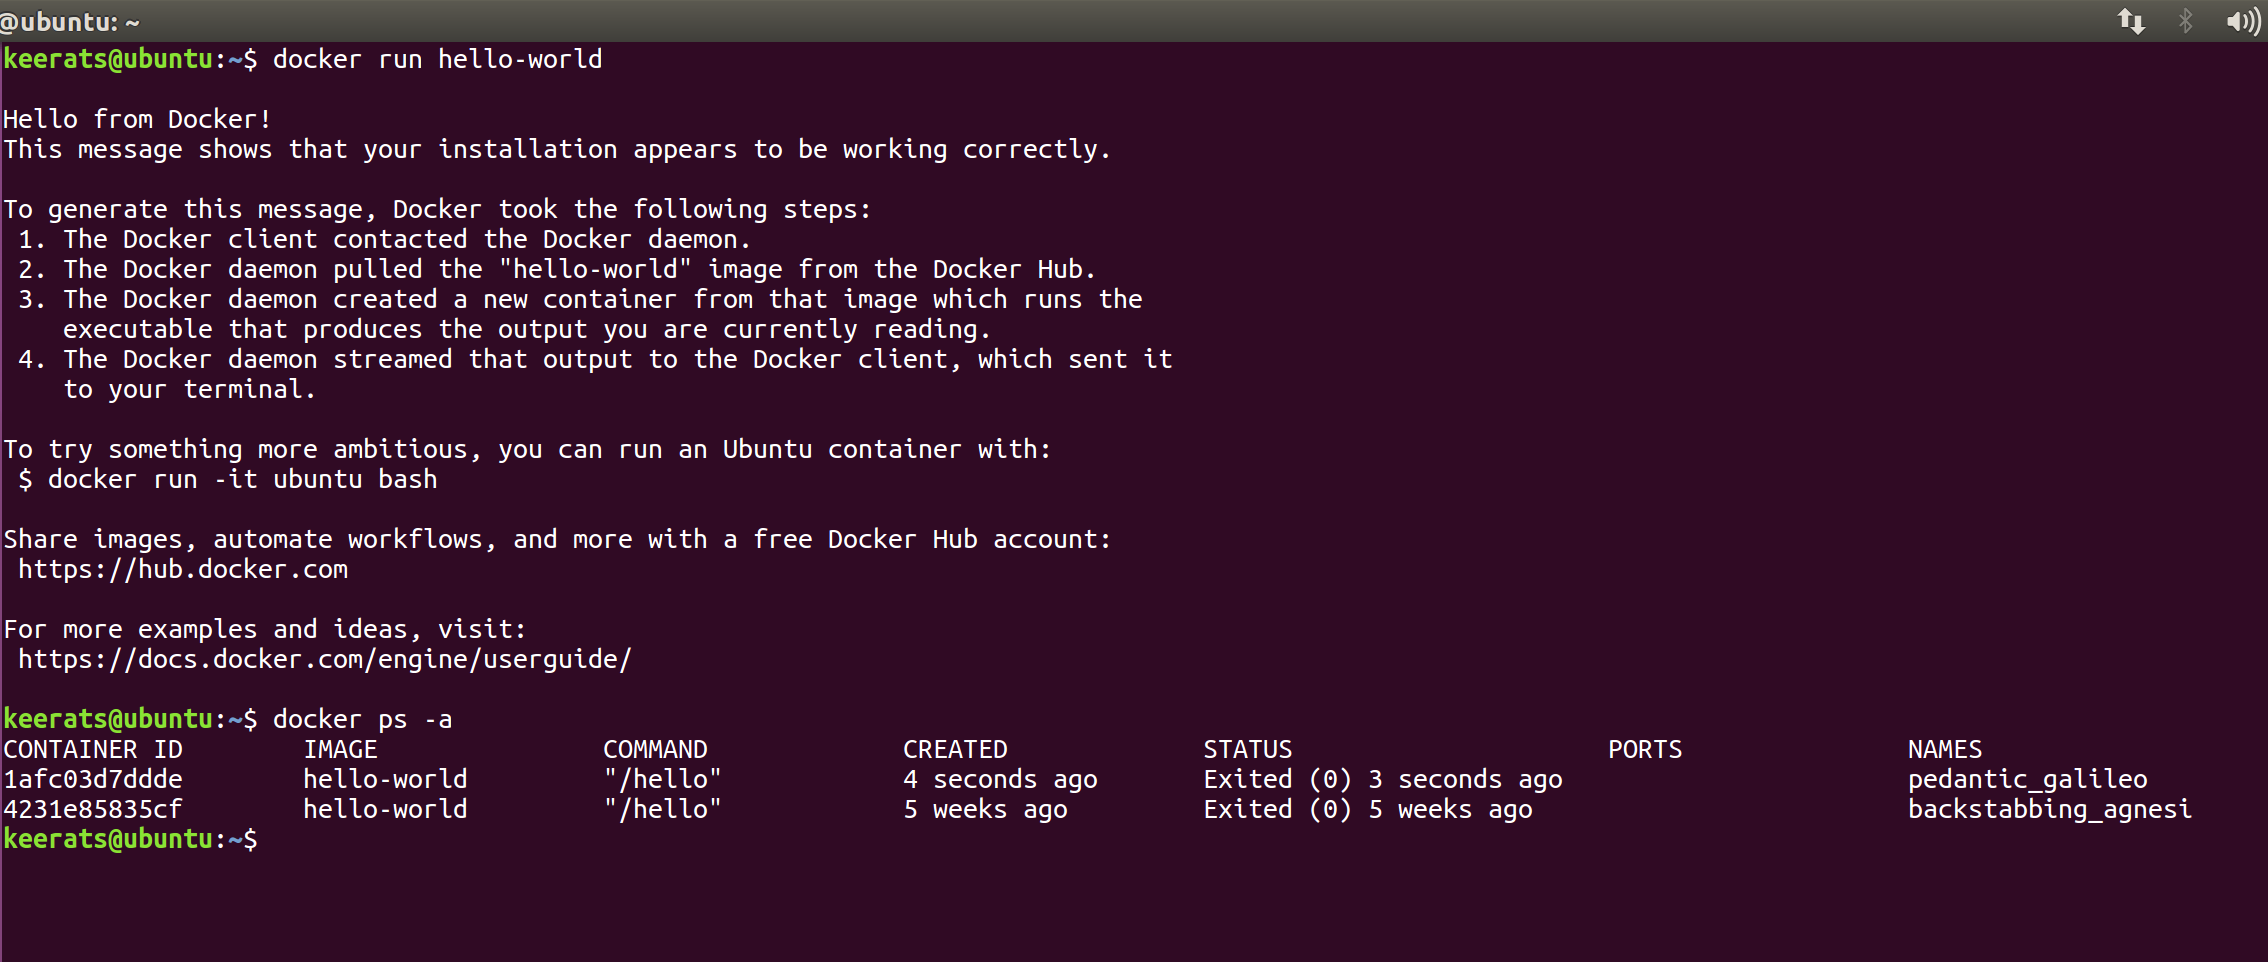 @ubuntu: ~
keerats@ubuntu:~$ docker run hello-world
Hello from Docker!
This message shows that your installation appears to be working correctly.
To generate this message, Docker took the following steps:
 1. The Docker client contacted the Docker daemon.
 2. The Docker daemon pulled the "hello-world" image from the Docker Hub.
 3. The Docker daemon created a new container from that image which runs the
    executable that produces the output you are currently reading.
 4. The Docker daemon streamed that output to the Docker client, which sent it
    to your terminal.
To try something more ambitious, you can run an Ubuntu container with:
 $ docker run -it ubuntu bash
Share images, automate workflows, and more with a free Docker Hub account:
 https://hub.docker.com
For more examples and ideas, visit:
 https://docs.docker.com/engine/userguide/
keerats@ubuntu:~$ docker ps -a
CONTAINER ID        IMAGE               COMMAND             CREATED             STATUS                     PORTS               NAMES
1afc03d7ddde        hello-world         "/hello"            4 seconds ago       Exited (0) 3 seconds ago                       pedantic_galileo
4231e85835cf        hello-world         "/hello"            5 weeks ago         Exited (0) 5 weeks ago                         backstabbing_agnesi
keerats@ubuntu:~$